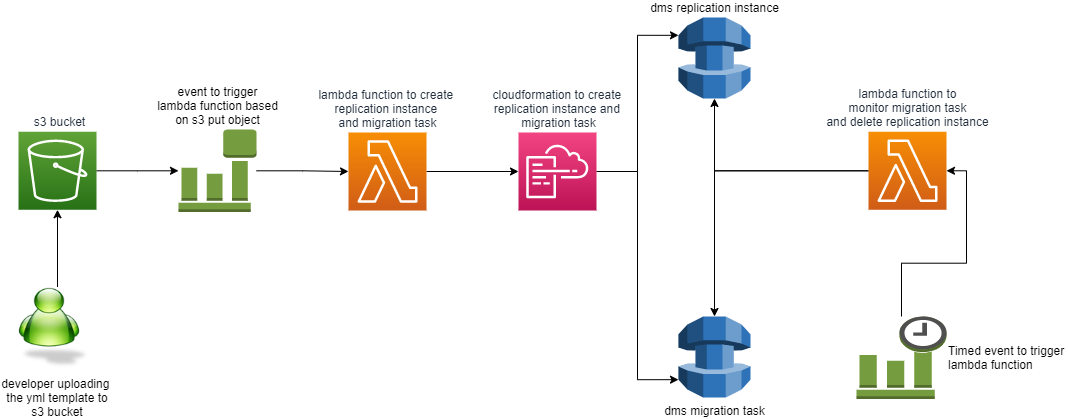 dms replication instance
event to trigger
lambda function based
on s3 put object
lambda function to create
replication instance
and migration task
cloudformation to create
replication instance and
migration task
lambda function to
monitor migration task
and delete replication instance
s3 bucket
developer uploading
the yml template to
s3 bucket
dms migration task
Timed event to trigger
lambda function